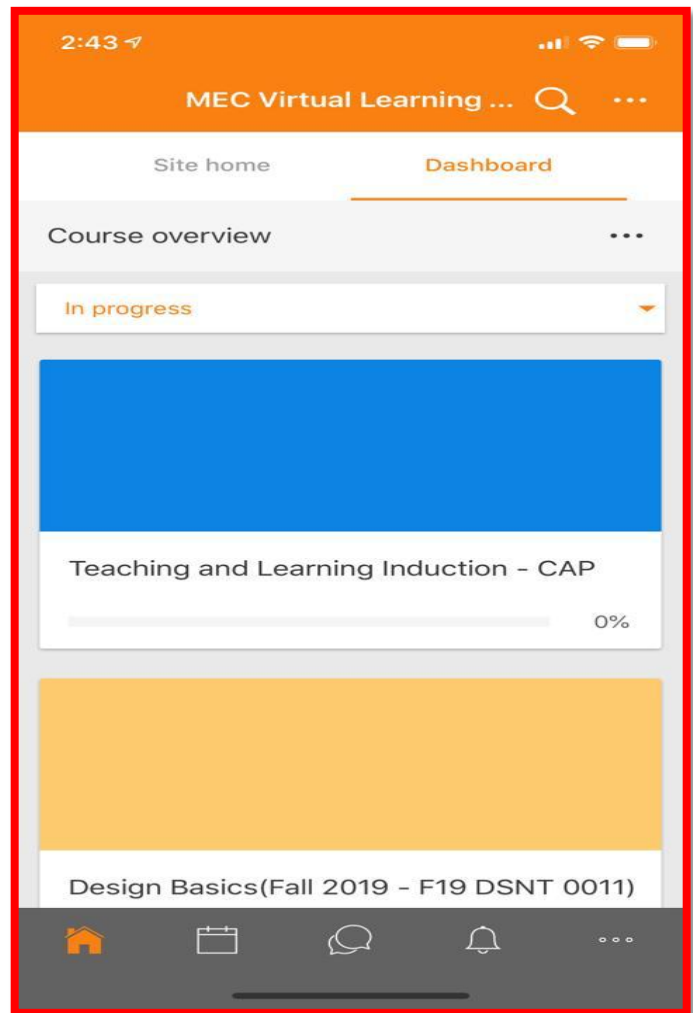 2:43
MEC Virtual Learning ...
Site home Dashboard
Course overview
In progress
Teaching and Learning Induction - CAP
0%
Design Basics(Fall 2019 - F19 DSNT 0011)